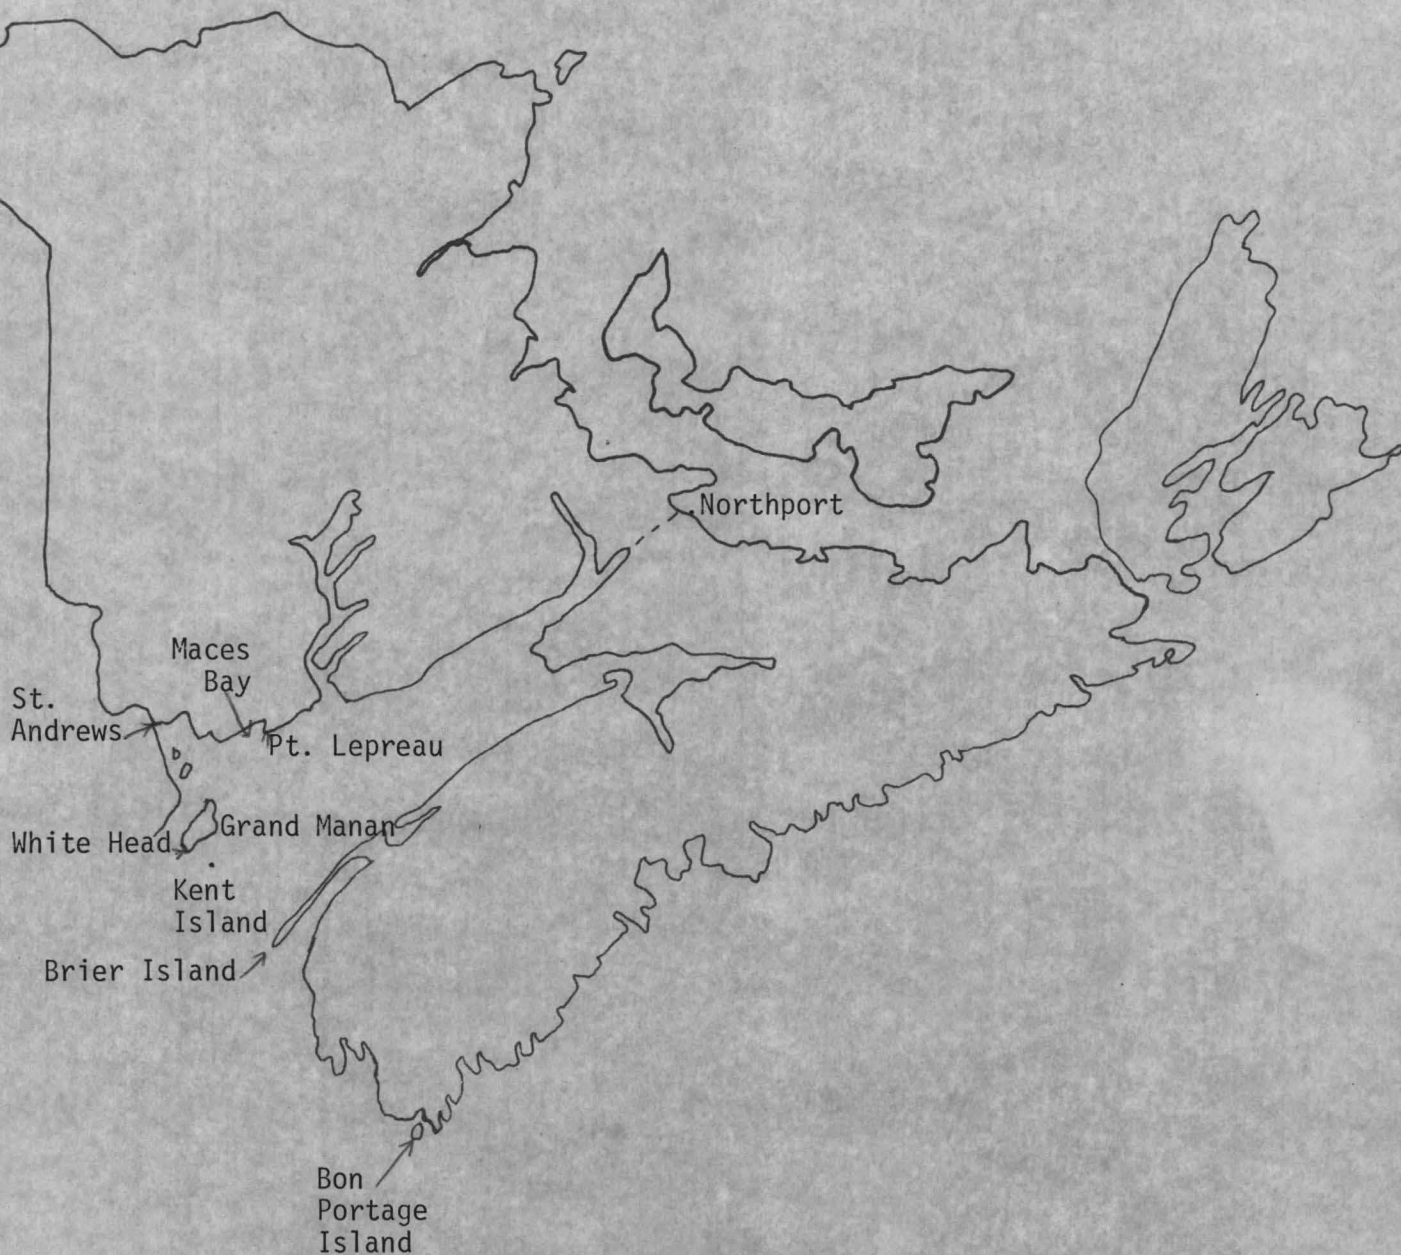 Northport
Maces
Bay
St.
Andrews
Pt. Lepreau
Grand Manan
White Head
Kent
Island
Brier Island
Bon
Portage
Island